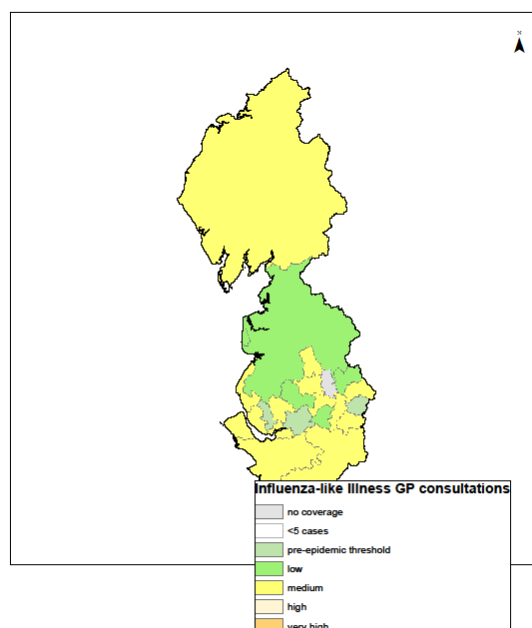 N
Influenza-like Illness GP consultations
no coverage
<5 cases
pre-epidemic threshold
low
medium
high
very high